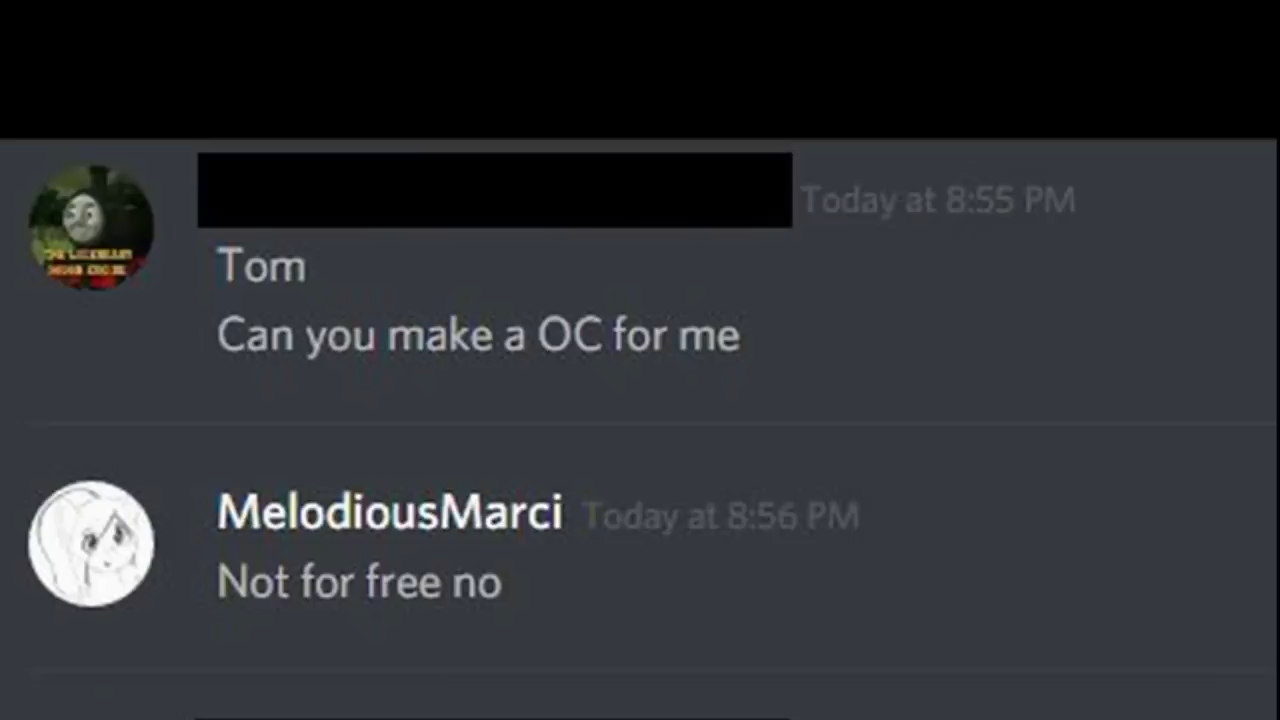 Today at 8:55 PM
Tom
Can you make a OC for me
MelodiousMarci Today at 8:56 PM
Not for free no